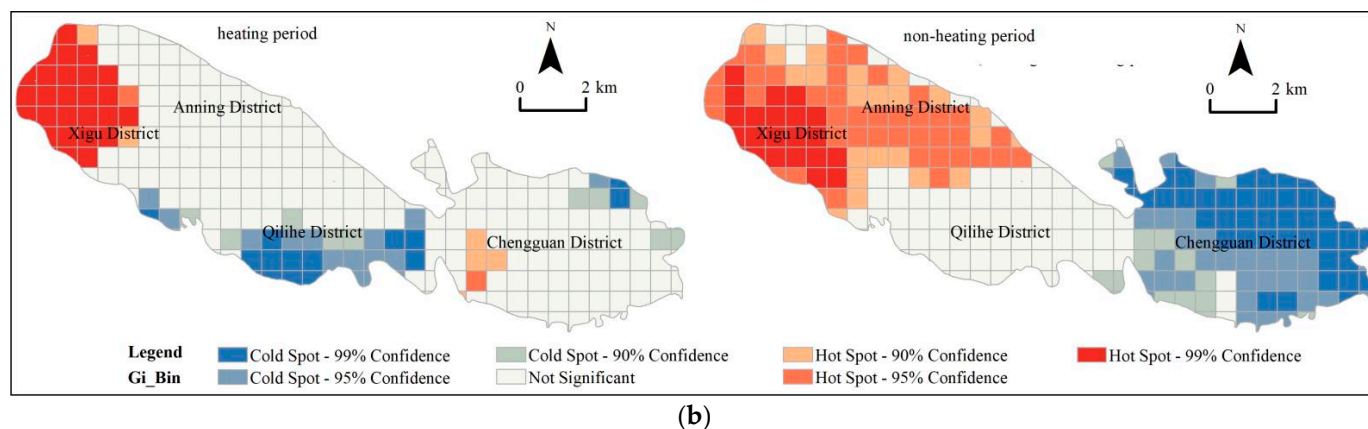 heating period
N
0 2 km
Anning District
Xigu District
Qilihe District
Chengguan District
non-heating period
N
0 2 km
Anning District
Xigu District
Qilihe District
Chengguan District
Legend
Gi_Bin
Cold Spot - 99% Confidence
Cold Spot - 95% Confidence
Cold Spot - 90% Confidence
Not Significant
Hot Spot - 90% Confidence
Hot Spot - 95% Confidence
Hot Spot - 99% Confidence
(b)